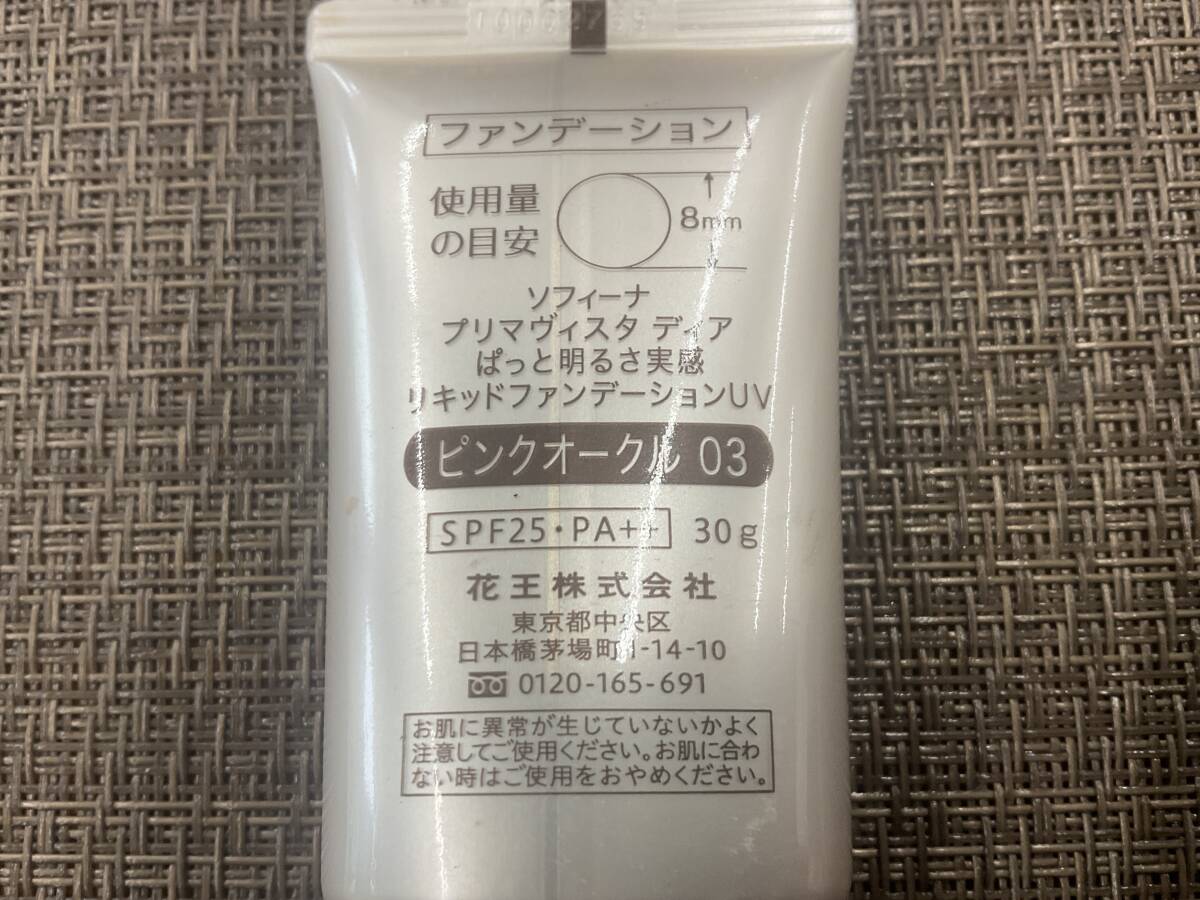 ファンデーション
使用量
の目安
8mm
ソフィーナ
プリマヴィスタ ディア
ぱっと明るさ実感
リキッドファンデーションUV
ピンクオークル 03
SPF25・PA++ 30g
花王株式会社
東京都中央区
日本橋茅場町1-14-10
0120-165-691
お肌に異常が生じていないかよく
注意してご使用ください。お肌に合わ
ない時はご使用をおやめください。